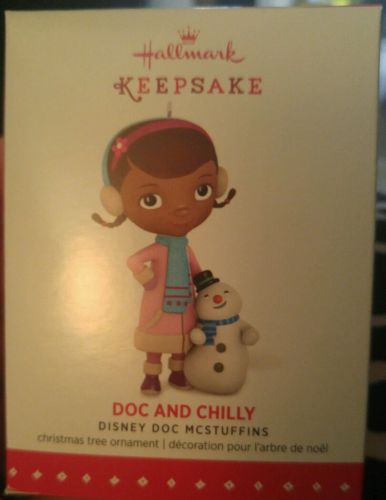 Hallmark
KEEPSAKE
DOC AND CHILLY
DISNEY DOC MCSTUFFINS
christmas tree ornament | décoration pour l'arbre de noël